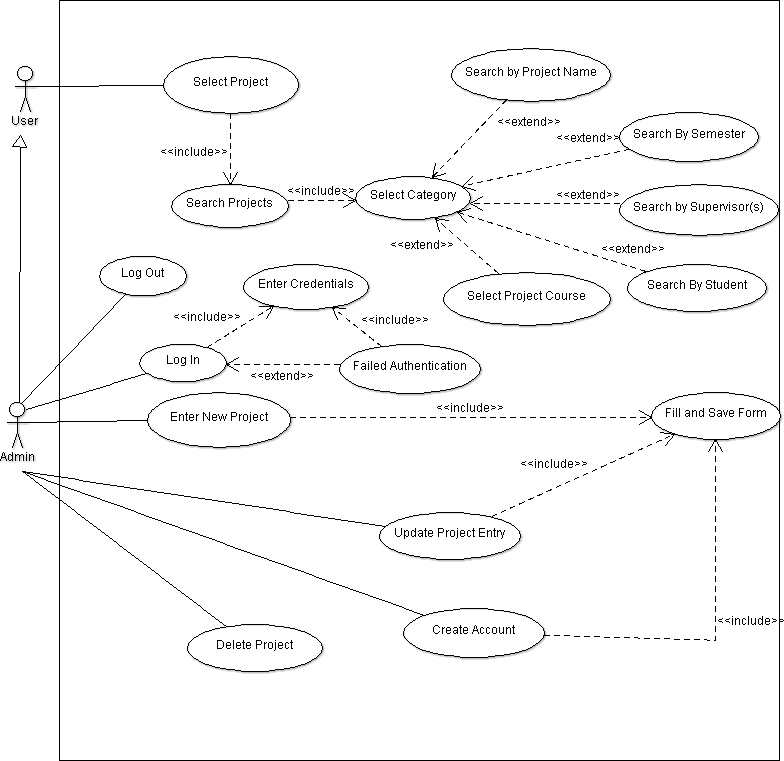 Search by Project Name
Select Project
User
<<extend>>
Search By Semester
<<extend>>
<<include>>
Select Category
<<include>>
Search Projects
<<extend>>
Search by Supervisor(s)
<<extend>>
<<extend>>
Log Out
Enter Credentials
Select Project Course
Search By Student
<<include>>
<<include>>
Log In
<<extend>>
Failed Authentication
Enter New Project
<<include>>
Fill and Save Form
Admin
<<include>>
Update Project Entry
<<include>>
Create Account
Delete Project